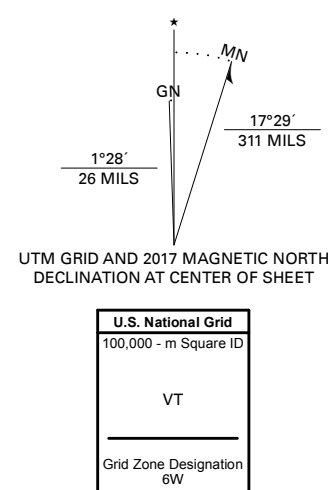 ★
MN
GN
17°29´
311 MILS
1°28´
26 MILS
UTM GRID AND 2017 MAGNETIC NORTH
DECLINATION AT CENTER OF SHEET
U.S. National Grid
100,000 - m Square ID
VT
Grid Zone Designation
6W